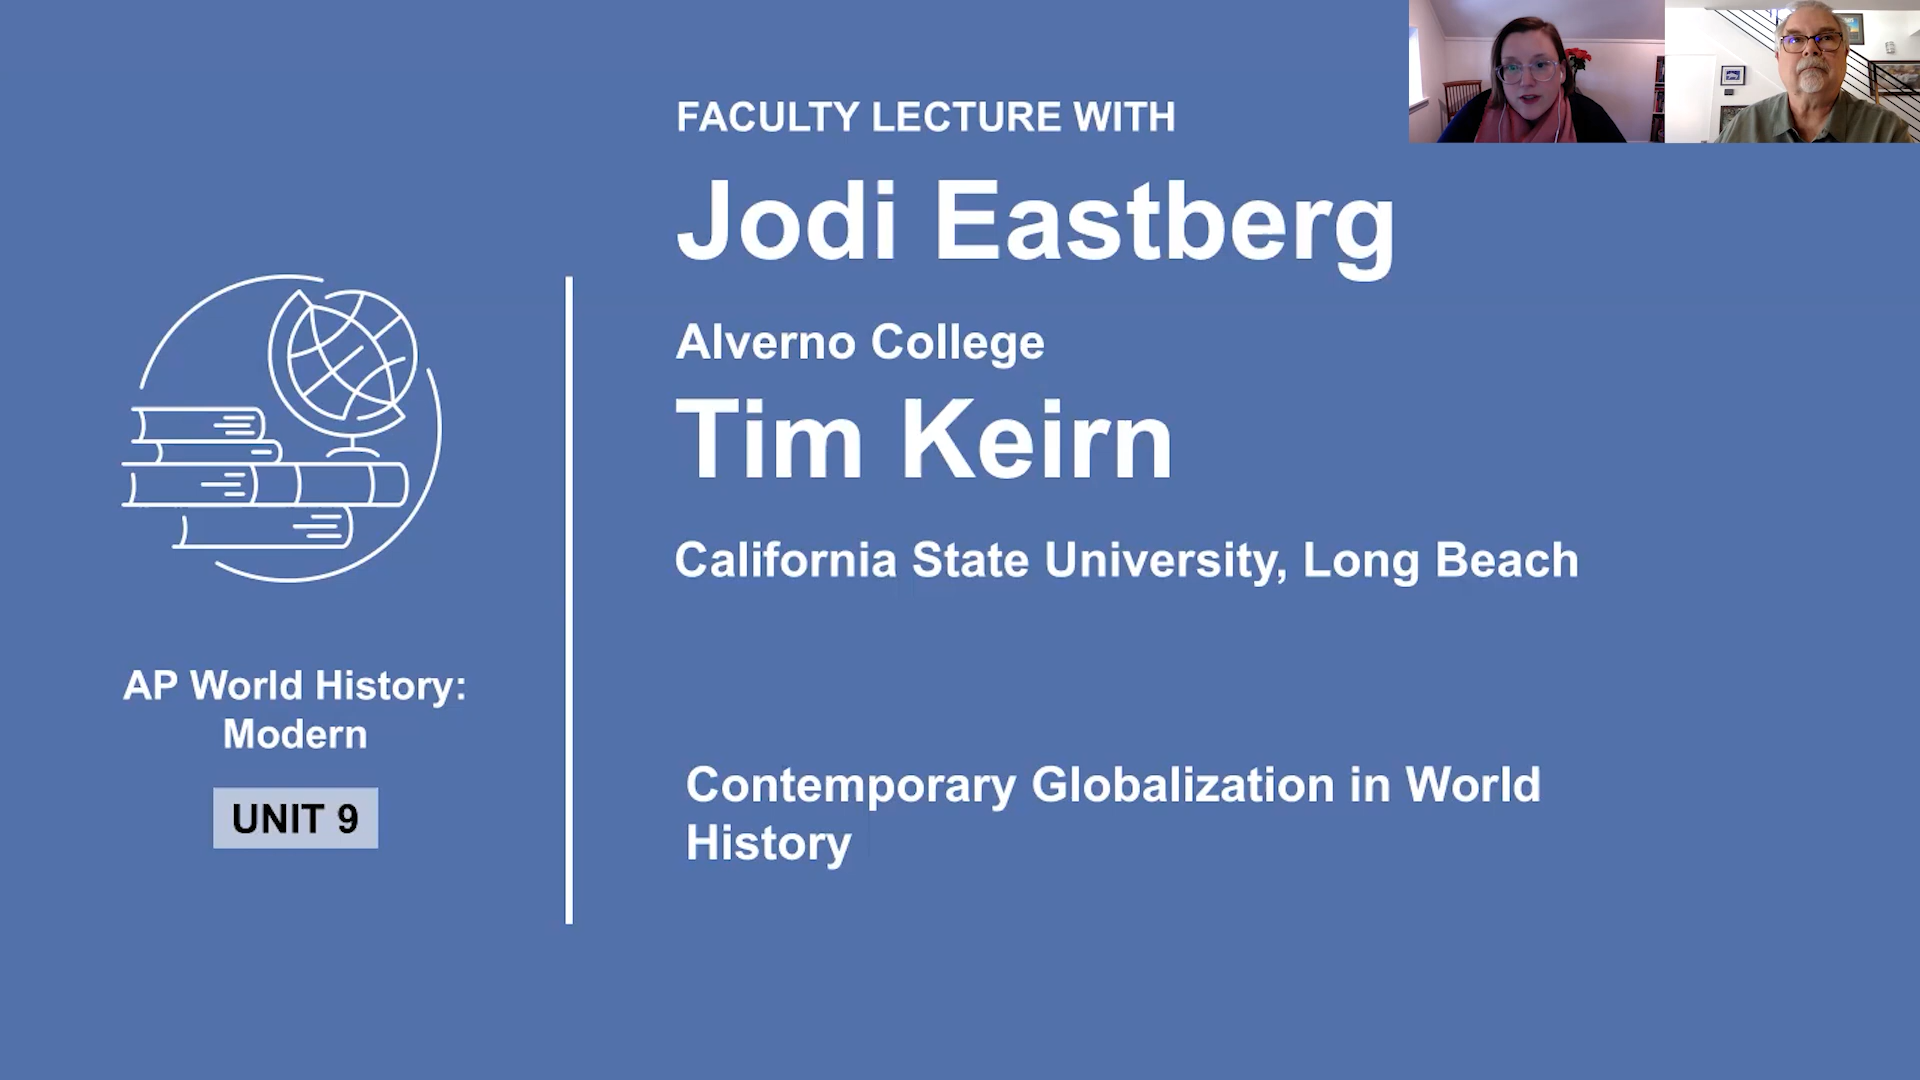 FACULTY LECTURE WITH
Jodi Eastberg
Alverno College
Tim Keirn
California State University, Long Beach
AP World History:
Modern
UNIT 9
Contemporary Globalization in World
History